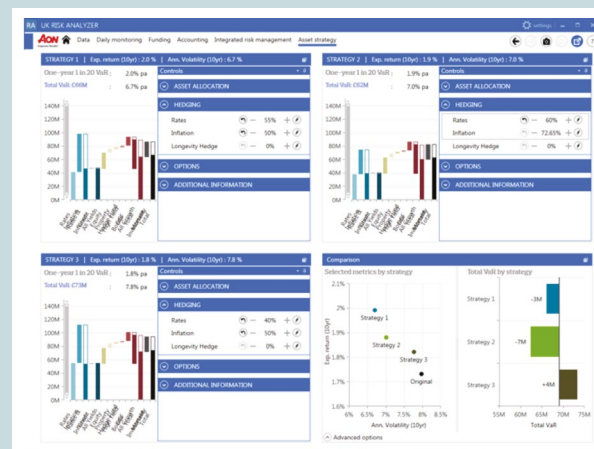 RA UK RISK ANALYZER
settings
AON Data Daily monitoring Funding Accounting Integrated risk management Asset strategy
STRATEGY 1 | Exp. return (10yr) : 2.0 % | Ann. Volatility (10yr) : 6.7 %
One-year 1 in 20 VaR : 2.0% pa
Total VaR: £66M : 6.7% pa
140M
120M
100M
80M
60M
40M
20M
0M
Controls
ASSET ALLOCATION
HEDGING
Rates 55%
Inflation 50%
Longevity Hedge 0%
OPTIONS
ADDITIONAL INFORMATION
STRATEGY 2 | Exp. return (10yr) : 1.9 % | Ann. Volatility (10yr) : 7.0 %
One-year 1 in 20 VaR : 1.9% pa
Total VaR: £62M : 7.0% pa
140M
120M
100M
80M
60M
40M
20M
0M
Controls
ASSET ALLOCATION
HEDGING
Rates 60%
Inflation 72.65%
Longevity Hedge 0%
OPTIONS
ADDITIONAL INFORMATION
STRATEGY 3 | Exp. return (10yr) : 1.8 % | Ann. Volatility (10yr) : 7.8 %
One-year 1 in 20 VaR : 1.8% pa
Total VaR: £73M : 7.8% pa
140M
120M
100M
80M
60M
40M
20M
0M
Controls
ASSET ALLOCATION
HEDGING
Rates 40%
Inflation 50%
Longevity Hedge 0%
OPTIONS
ADDITIONAL INFORMATION
Comparison
Selected metrics by strategy
Exp. return (10yr)
2.1%
2%
1.9%
1.8%
1.7%
1.6%
Strategy 1
Strategy 2
Strategy 3
Original
6% 6.5% 7% 7.5% 8% 8.5%
Ann. Volatility (10yr)
Advanced options
Total VaR by strategy
Strategy 1 -3M
Strategy 2 -7M
Strategy 3 +4M
55M 60M 65M 70M 75M
Total VaR